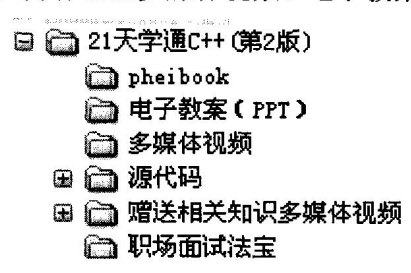 21天学通C++(第2版)
pheibook
电子教案(PPT)
多媒体视频
源代码
赠送相关知识多媒体视频
职场面试法宝